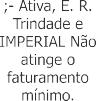 ;- Ativa, E. R.
Trindade e
IMPERIAL Não
atinge o
faturamento
mínimo.